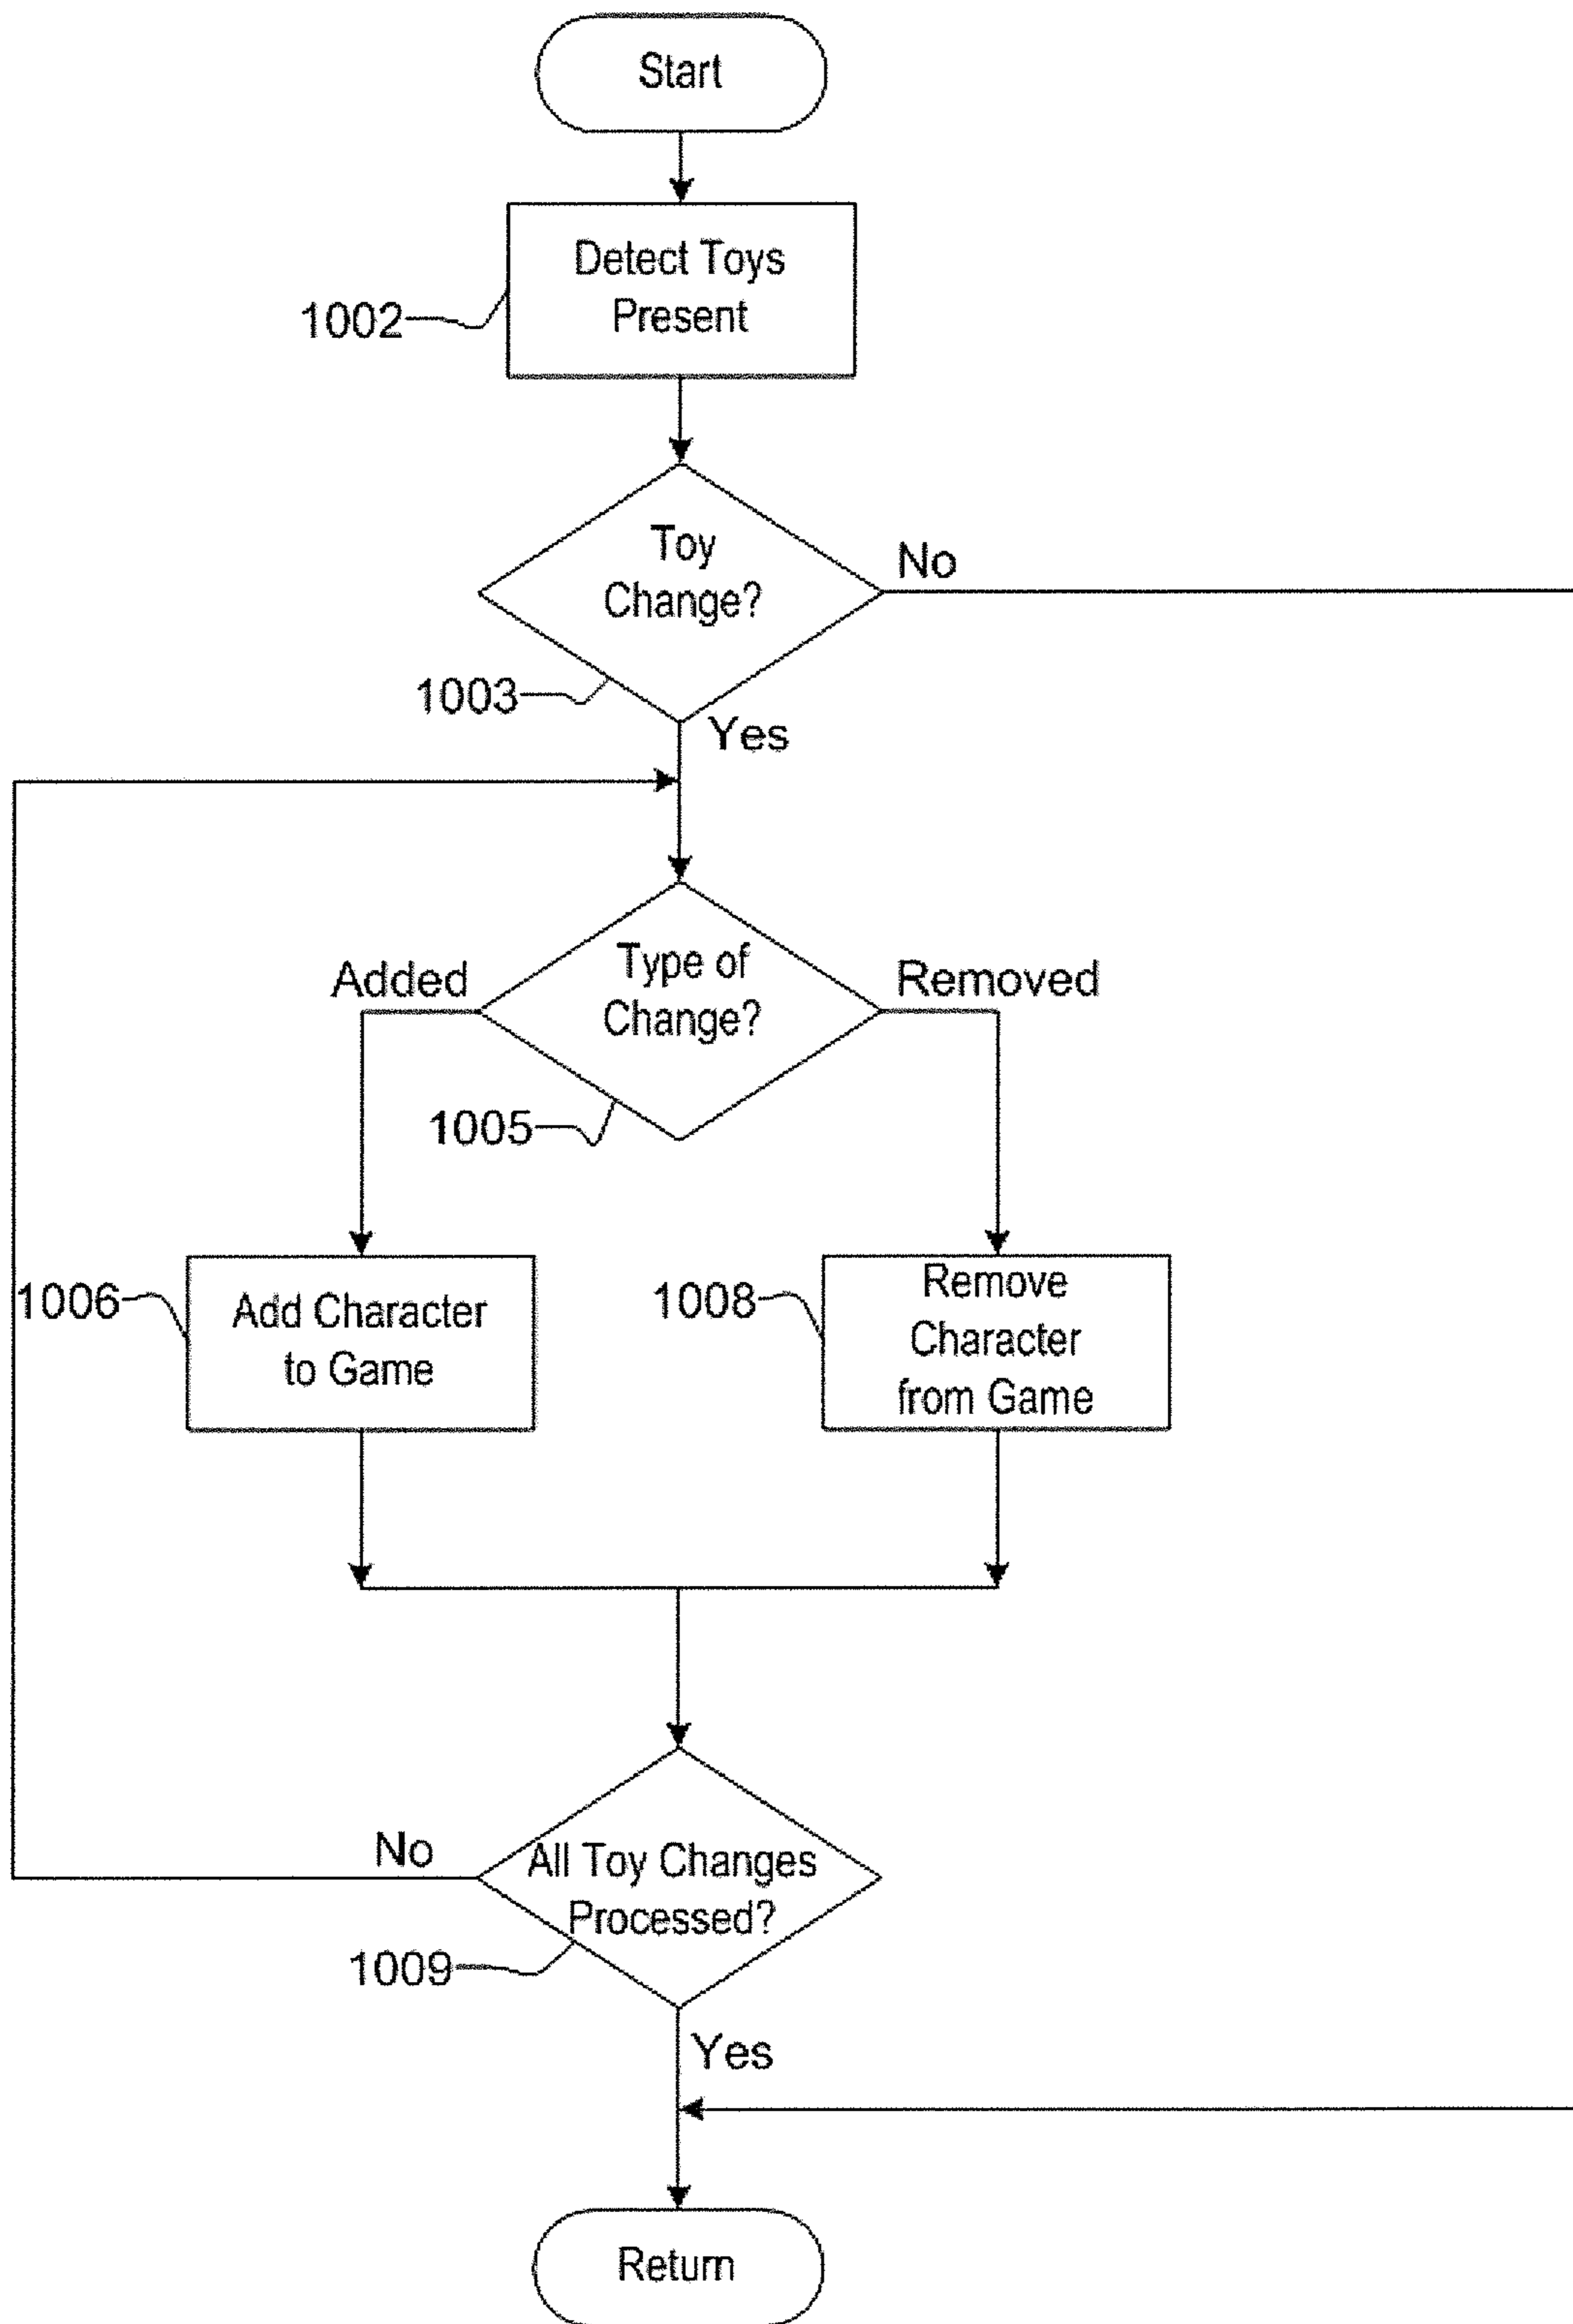 Start
Detect Toys
Present
1002
Toy
Change?
No
1003
Yes
Type of
Change?
Added
Removed
1005
1006
Add Character
to Game
1008
Remove
Character
from Game
All Toy Changes
Processed?
No
1009
Yes
Return